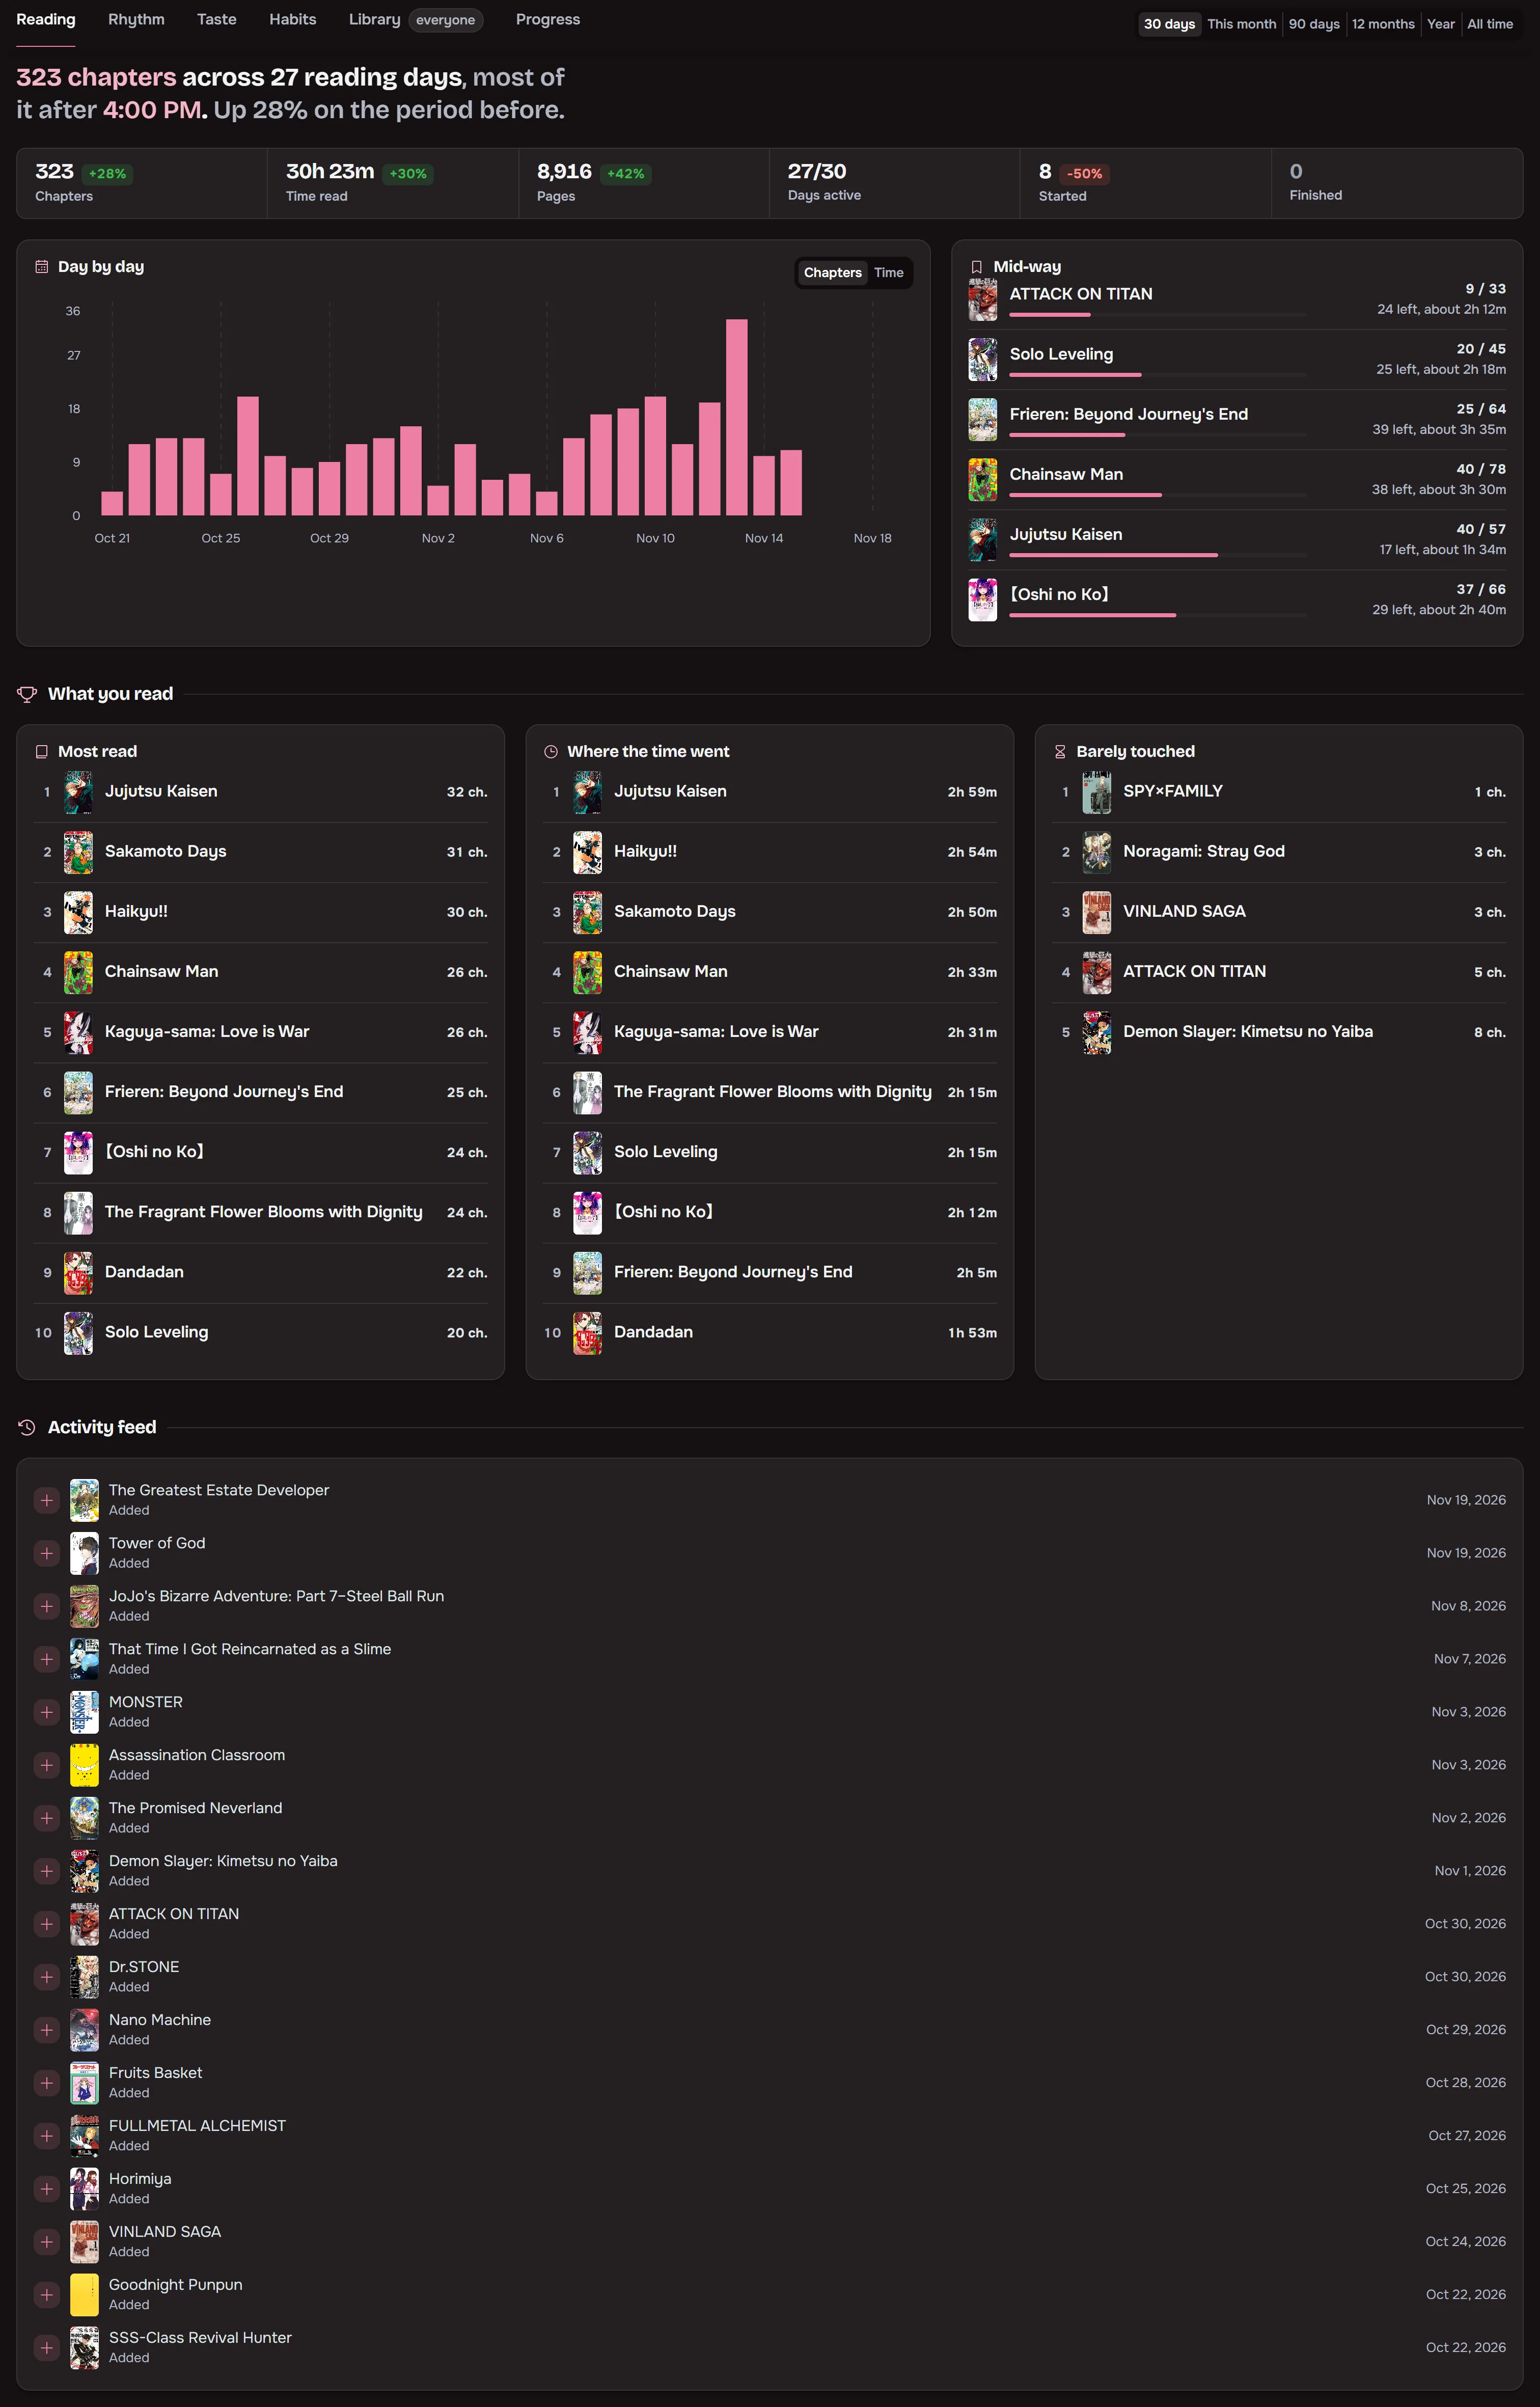 Reading Rhythm Taste Habits Library everyone Progress
30 days This month 90 days 12 months Year All time
323 chapters across 27 reading days, most of
it after 4:00 PM. Up 28% on the period before.
323 +28%
Chapters
30h 23m +30%
Time read
8,916 +42%
Pages
27/30
Days active
8 -50%
Started
0
Finished
Day by day
Chapters Time
36
27
18
9
0
Oct 21 Oct 25 Oct 29 Nov 2 Nov 6 Nov 10 Nov 14 Nov 18
Mid-way
ATTACK ON TITAN
9 / 33
24 left, about 2h 12m
Solo Leveling
20 / 45
25 left, about 2h 18m
Frieren: Beyond Journey's End
25 / 64
39 left, about 3h 35m
Chainsaw Man
40 / 78
38 left, about 3h 30m
Jujutsu Kaisen
40 / 57
17 left, about 1h 34m
【Oshi no Ko】
37 / 66
29 left, about 2h 40m
What you read
Most read
1 Jujutsu Kaisen 32 ch.
2 Sakamoto Days 31 ch.
3 Haikyu!! 30 ch.
4 Chainsaw Man 26 ch.
5 Kaguya-sama: Love is War 26 ch.
6 Frieren: Beyond Journey's End 25 ch.
7 【Oshi no Ko】 24 ch.
8 The Fragrant Flower Blooms with Dignity 24 ch.
9 Dandadan 22 ch.
10 Solo Leveling 20 ch.
Where the time went
1 Jujutsu Kaisen 2h 59m
2 Haikyu!! 2h 54m
3 Sakamoto Days 2h 50m
4 Chainsaw Man 2h 33m
5 Kaguya-sama: Love is War 2h 31m
6 The Fragrant Flower Blooms with Dignity 2h 15m
7 Solo Leveling 2h 15m
8 【Oshi no Ko】 2h 12m
9 Frieren: Beyond Journey's End 2h 5m
10 Dandadan 1h 53m
Barely touched
1 SPY×FAMILY 1 ch.
2 Noragami: Stray God 3 ch.
3 VINLAND SAGA 3 ch.
4 ATTACK ON TITAN 5 ch.
5 Demon Slayer: Kimetsu no Yaiba 8 ch.
Activity feed
The Greatest Estate Developer
Added
Nov 19, 2026
Tower of God
Added
Nov 19, 2026
JoJo's Bizarre Adventure: Part 7–Steel Ball Run
Added
Nov 8, 2026
That Time I Got Reincarnated as a Slime
Added
Nov 7, 2026
MONSTER
Added
Nov 3, 2026
Assassination Classroom
Added
Nov 3, 2026
The Promised Neverland
Added
Nov 2, 2026
Demon Slayer: Kimetsu no Yaiba
Added
Nov 1, 2026
ATTACK ON TITAN
Added
Oct 30, 2026
Dr.STONE
Added
Oct 30, 2026
Nano Machine
Added
Oct 29, 2026
Fruits Basket
Added
Oct 28, 2026
FULLMETAL ALCHEMIST
Added
Oct 27, 2026
Horimiya
Added
Oct 25, 2026
VINLAND SAGA
Added
Oct 24, 2026
Goodnight Punpun
Added
Oct 22, 2026
SSS-Class Revival Hunter
Added
Oct 22, 2026